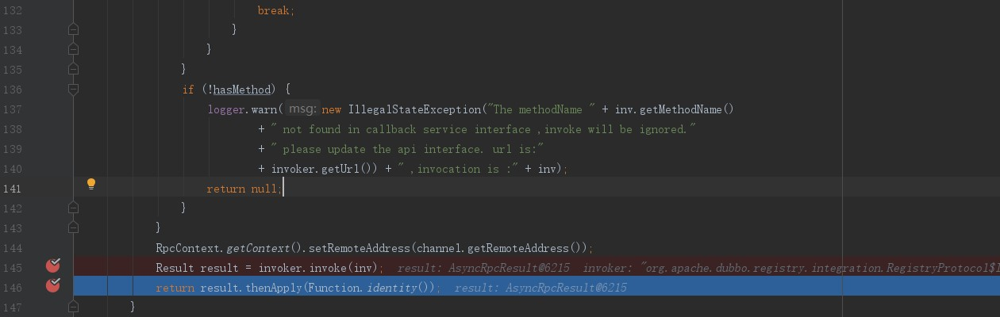 132 break;
133 }
134 }
135 }
136 if (!hasMethod) {
137 logger.warn( msg: new IllegalStateException("The methodName " + inv.getMethodName()
138 + " not found in callback service interface ,invoke will be ignored."
139 + " please update the api interface. url is:"
140 + invoker.getUrl()) + " ,invocation is :" + inv);
141 return null;
142 }
143 }
144 RpcContext.getContext().setRemoteAddress(channel.getRemoteAddress());
145 Result result = invoker.invoke(inv); result: AsyncRpcResult@6215 invoker: "org.apache.dubbo.registry.integration.RegistryProtocol$I
146 return result.thenApply(Function.identity()); result: AsyncRpcResult@6215
147 }